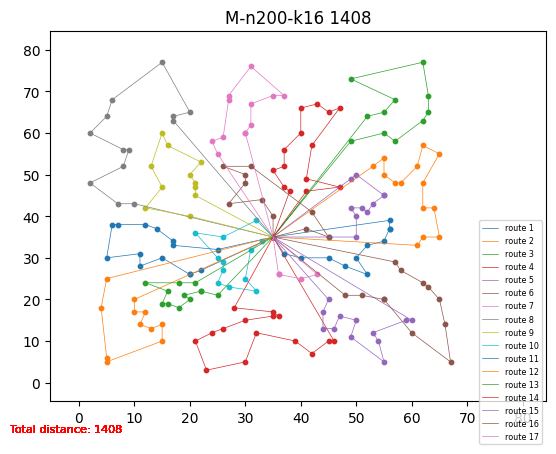 M-n200-k16 1408
80
70
60
50
40
30
20
10
0
route 1
route 2
route 3
route 4
route 5
route 6
route 7
route 8
route 9
route 10
route 11
route 12
route 13
route 14
route 15
route 16
route 17
0 10 20 30 40 50 60 70 80
Total distance: 1408